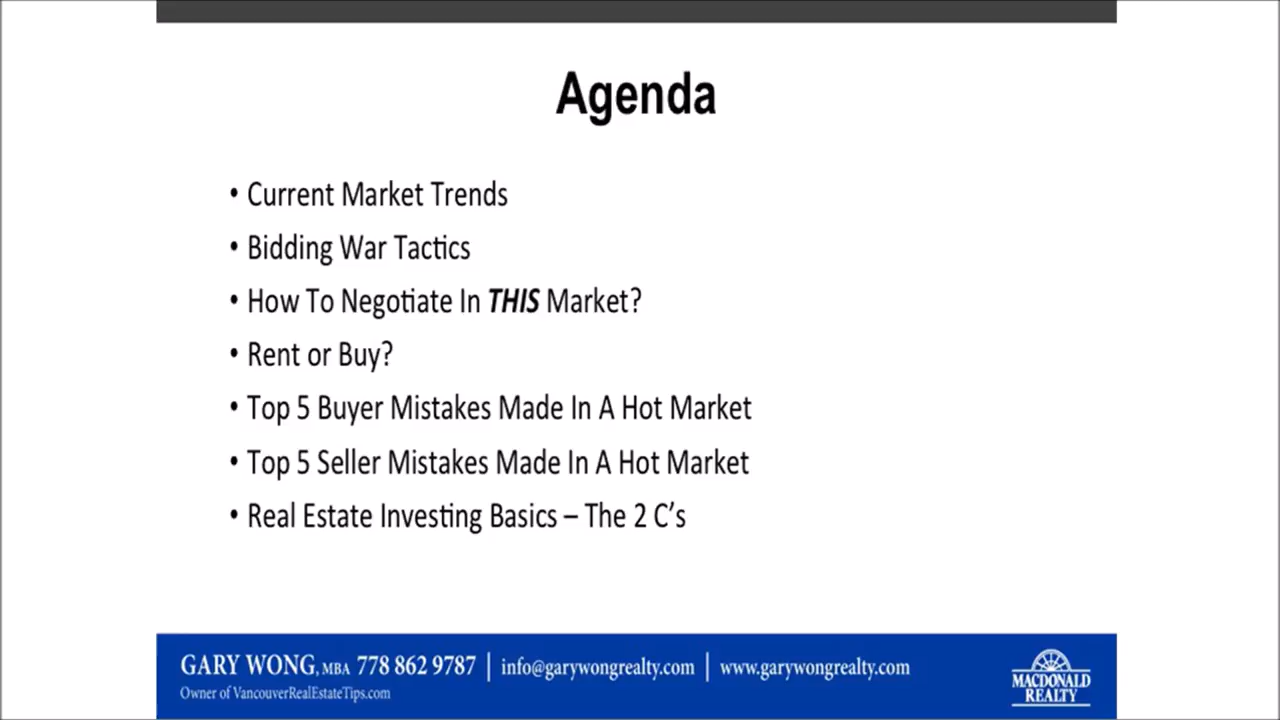 Agenda
• Current Market Trends
• Bidding War Tactics
• How To Negotiate In THIS Market?
• Rent or Buy?
• Top 5 Buyer Mistakes Made In A Hot Market
• Top 5 Seller Mistakes Made In A Hot Market
• Real Estate Investing Basics – The 2 C's
GARY WONG, MBA 778 862 9787 | info@garywongrealty.com | www.garywongrealty.com
Owner of VancouverRealEstateTips.com
MACDONALD
REALTY